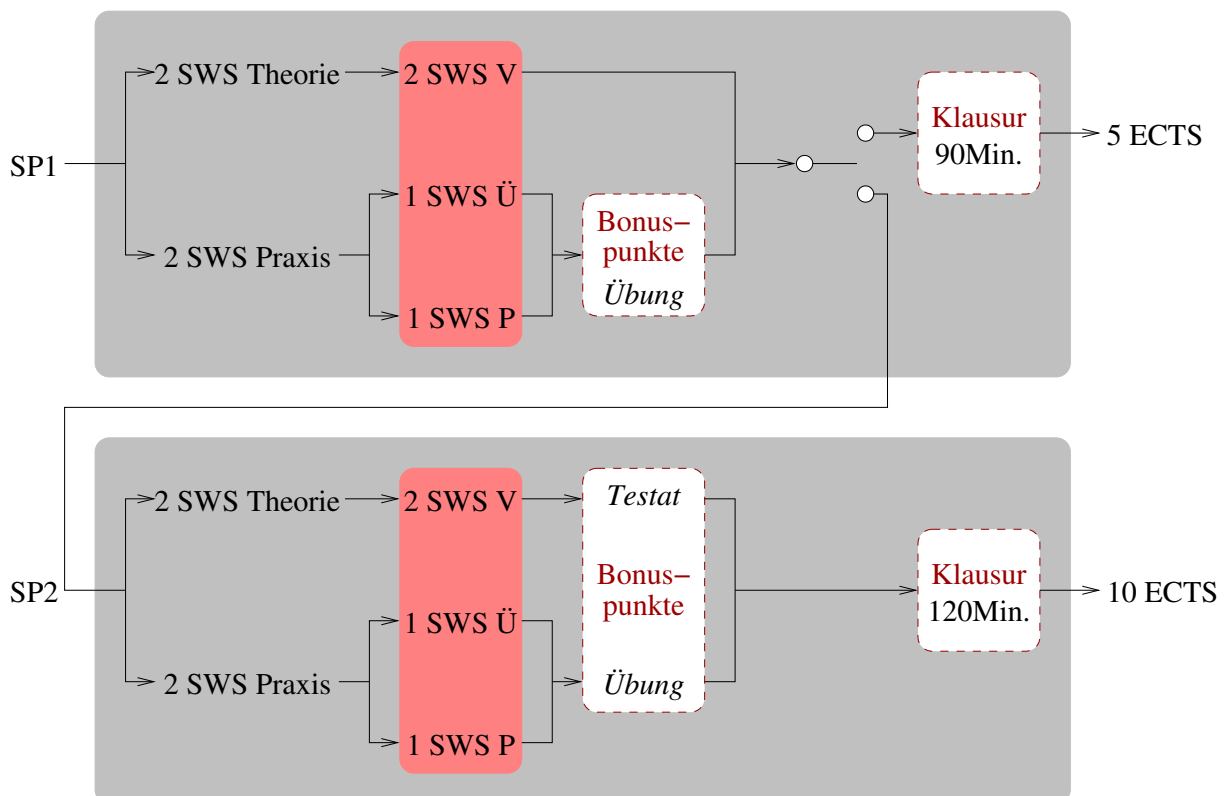 2 SWS Theorie
2 SWS V
Klausur
90Min.
5 ECTS
SP1
1 SWS Ü
2 SWS Praxis
Bonus–
punkte
Übung
1 SWS P
2 SWS Theorie
2 SWS V
Testat
SP2
Bonus–
punkte
Klausur
120Min.
10 ECTS
1 SWS Ü
2 SWS Praxis
Übung
1 SWS P